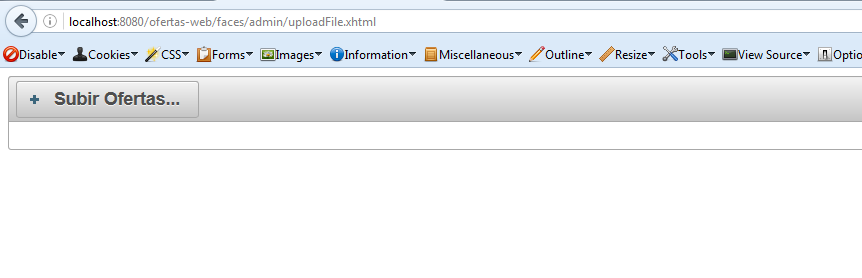 localhost:8080/ofertas-web/faces/admin/uploadFile.xhtml
Disable Cookies CSS Forms Images Information Miscellaneous Outline Resize Tools View Source Optio
Subir Ofertas...